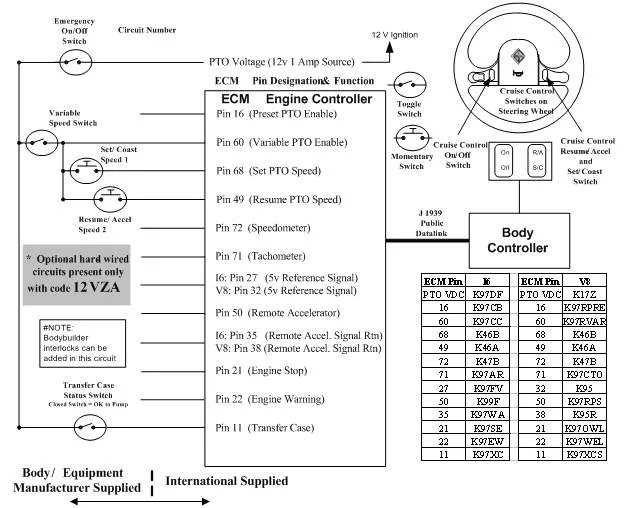 Emergency
On/Off
Switch
Circuit Number
12 V Ignition
PTO Voltage (12v 1 Amp Source)
ECM Pin Designation& Function
ECM Engine Controller
Toggle
Switch
Momentary
Switch
Cruise Control
Switches on
Steering Wheel
Cruise Control
On/Off
Switch
Cruise Control
Resume/ Accel
and
Set/ Coast
Switch
On
Off
R/A
S/C
Variable
Speed Switch
Set/ Coast
Speed 1
Resume/ Accel
Speed 2
Pin 16 (Preset PTO Enable)
Pin 60 (Variable PTO Enable)
Pin 68 (Set PTO Speed)
Pin 49 (Resume PTO Speed)
Pin 72 (Speedometer)
Pin 71 (Tachometer)
I6: Pin 27 (5v Reference Signal)
V8: Pin 32 (5v Reference Signal)
Pin 50 (Remote Accelerator)
I6: Pin 35 (Remote Accel. Signal Rtn)
V8: Pin 38 (Remote Accel. Signal Rtn)
Pin 21 (Engine Stop)
Pin 22 (Engine Warning)
Pin 11 (Transfer Case)
J 1939
Public
Datalink
Body
Controller
* Optional hard wired
circuits present only
with code 12VZA
#NOTE:
Bodybuilder
interlocks can be
added in this circuit
Transfer Case
Status Switch
Closed Switch = OK to Pump
ECM Pin I6 ECM Pin V8
PTO VDC K97DF PTO VDC K17Z
16 K97CB 16 K97RPRE
60 K97CC 60 K97RVAR
68 K46B 68 K46B
49 K46A 49 K46A
72 K47B 72 K47B
71 K97AR 71 K97CTO
27 K97FV 32 K95
50 K99F 50 K97RPS
35 K97WA 38 K95R
21 K97SE 21 K97OWL
22 K97EW 22 K97WEL
11 K97XC 11 K97XCS
Body/ Equipment
Manufacturer Supplied
International Supplied